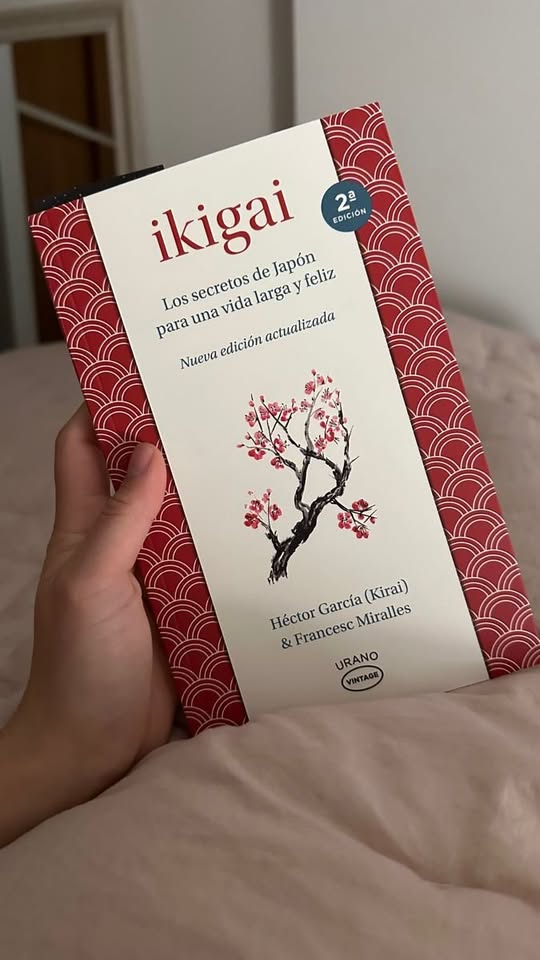 ikigai
2ª
EDICIÓN
Los secretos de Japón
para una vida larga y feliz
Nueva edición actualizada
Héctor García (Kirai)
& Francesc Miralles
URANO
VINTAGE